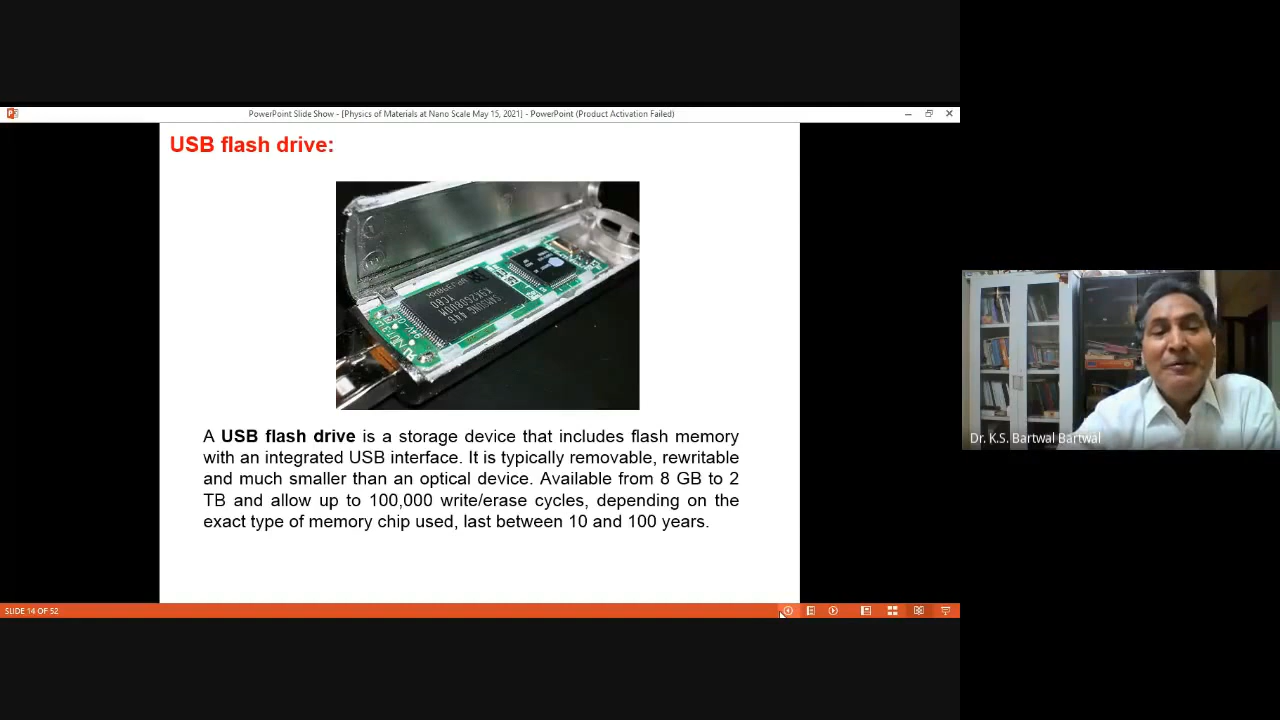 PowerPoint Slide Show - [Physics of Materials at Nano Scale May 15, 2021] - PowerPoint (Product Activation Failed)
USB flash drive:
SAMSUNG 446
K9K2G08U0M
YCB0
A USB flash drive is a storage device that includes flash memory
with an integrated USB interface. It is typically removable, rewritable
and much smaller than an optical device. Available from 8 GB to 2
TB and allow up to 100,000 write/erase cycles, depending on the
exact type of memory chip used, last between 10 and 100 years.
Dr. K.S. Bartwal Bartwal
SLIDE 14 OF 52